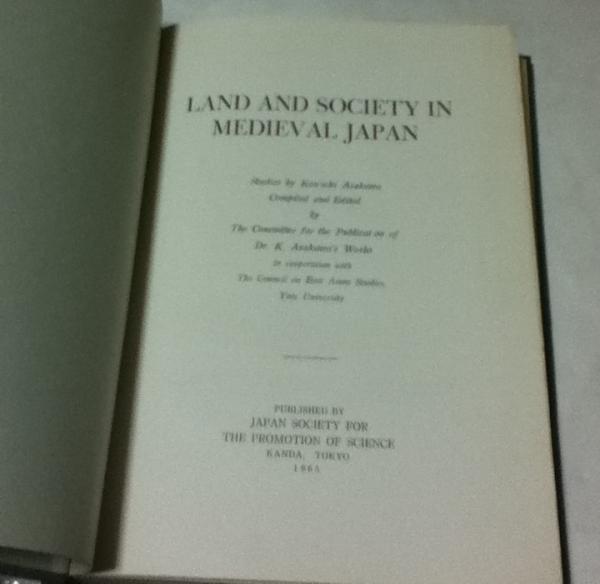 LAND AND SOCIETY IN
MEDIEVAL JAPAN
Studies by Kan'ichi Asakawa
Compiled and Edited
by
The Committee for the Publication of
Dr. K. Asakawa's Works
in cooperation with
The Council on East Asian Studies,
Yale University
PUBLISHED BY
JAPAN SOCIETY FOR
THE PROMOTION OF SCIENCE
KANDA, TOKYO
1965